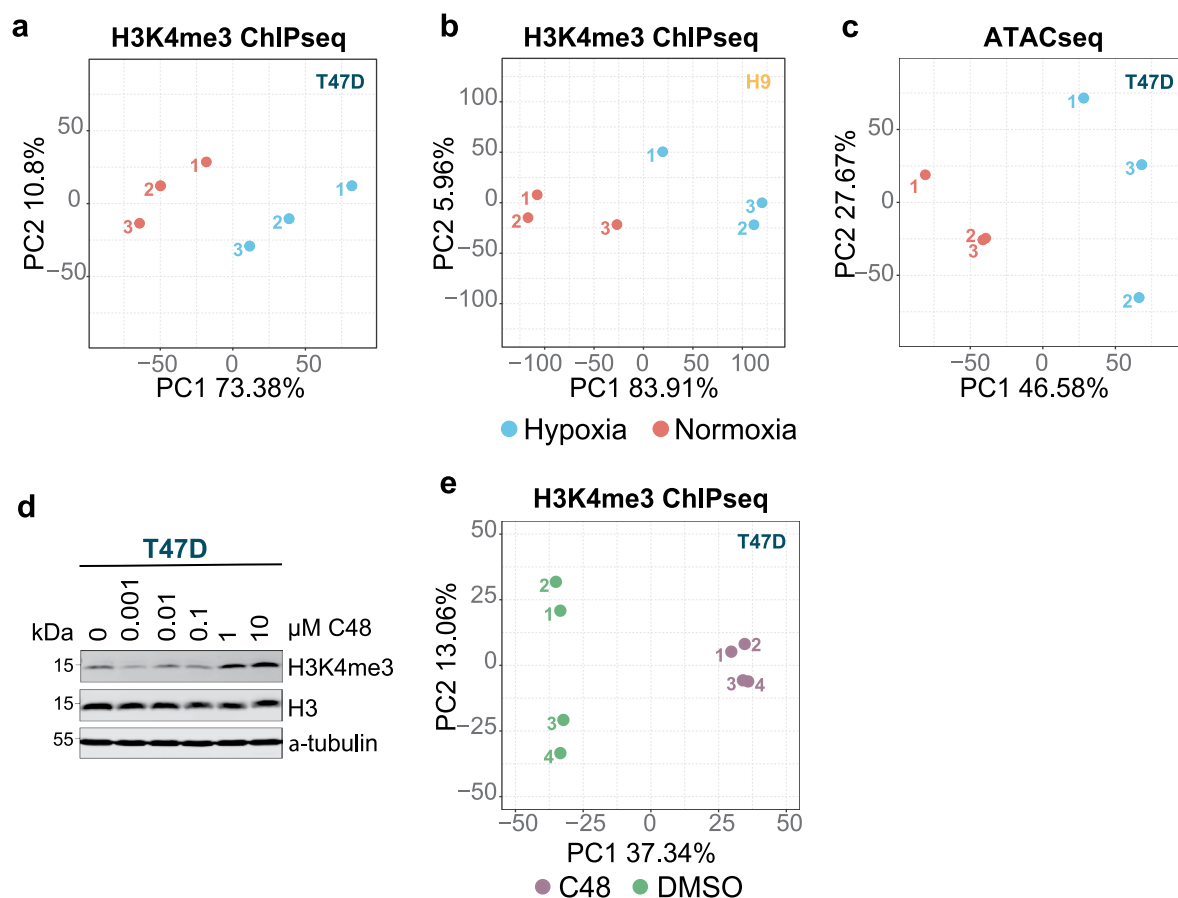 a
H3K4me3 ChIPseq
T47D
50
0
−50
PC2 10.8%
1
2
3
1
2
3
−50
0
50
PC1 73.38%
b
H3K4me3 ChIPseq
H9
100
50
0
−50
−100
PC2 5.96%
1
2
3
1
3
2
−100
−50
0
50
100
PC1 83.91%
c
ATACseq
T47D
50
0
−50
PC2 27.67%
1
2
3
1
3
2
−50
0
50
PC1 46.58%
Hypoxia
Normoxia
d
T47D
kDa
0
0.001
0.01
0.1
1
10
μM C48
15
H3K4me3
15
H3
55
a-tubulin
e
H3K4me3 ChIPseq
T47D
50
25
0
−25
−50
PC2 13.06%
2
1
3
4
1
2
3
4
−50
−25
0
25
50
PC1 37.34%
C48
DMSO